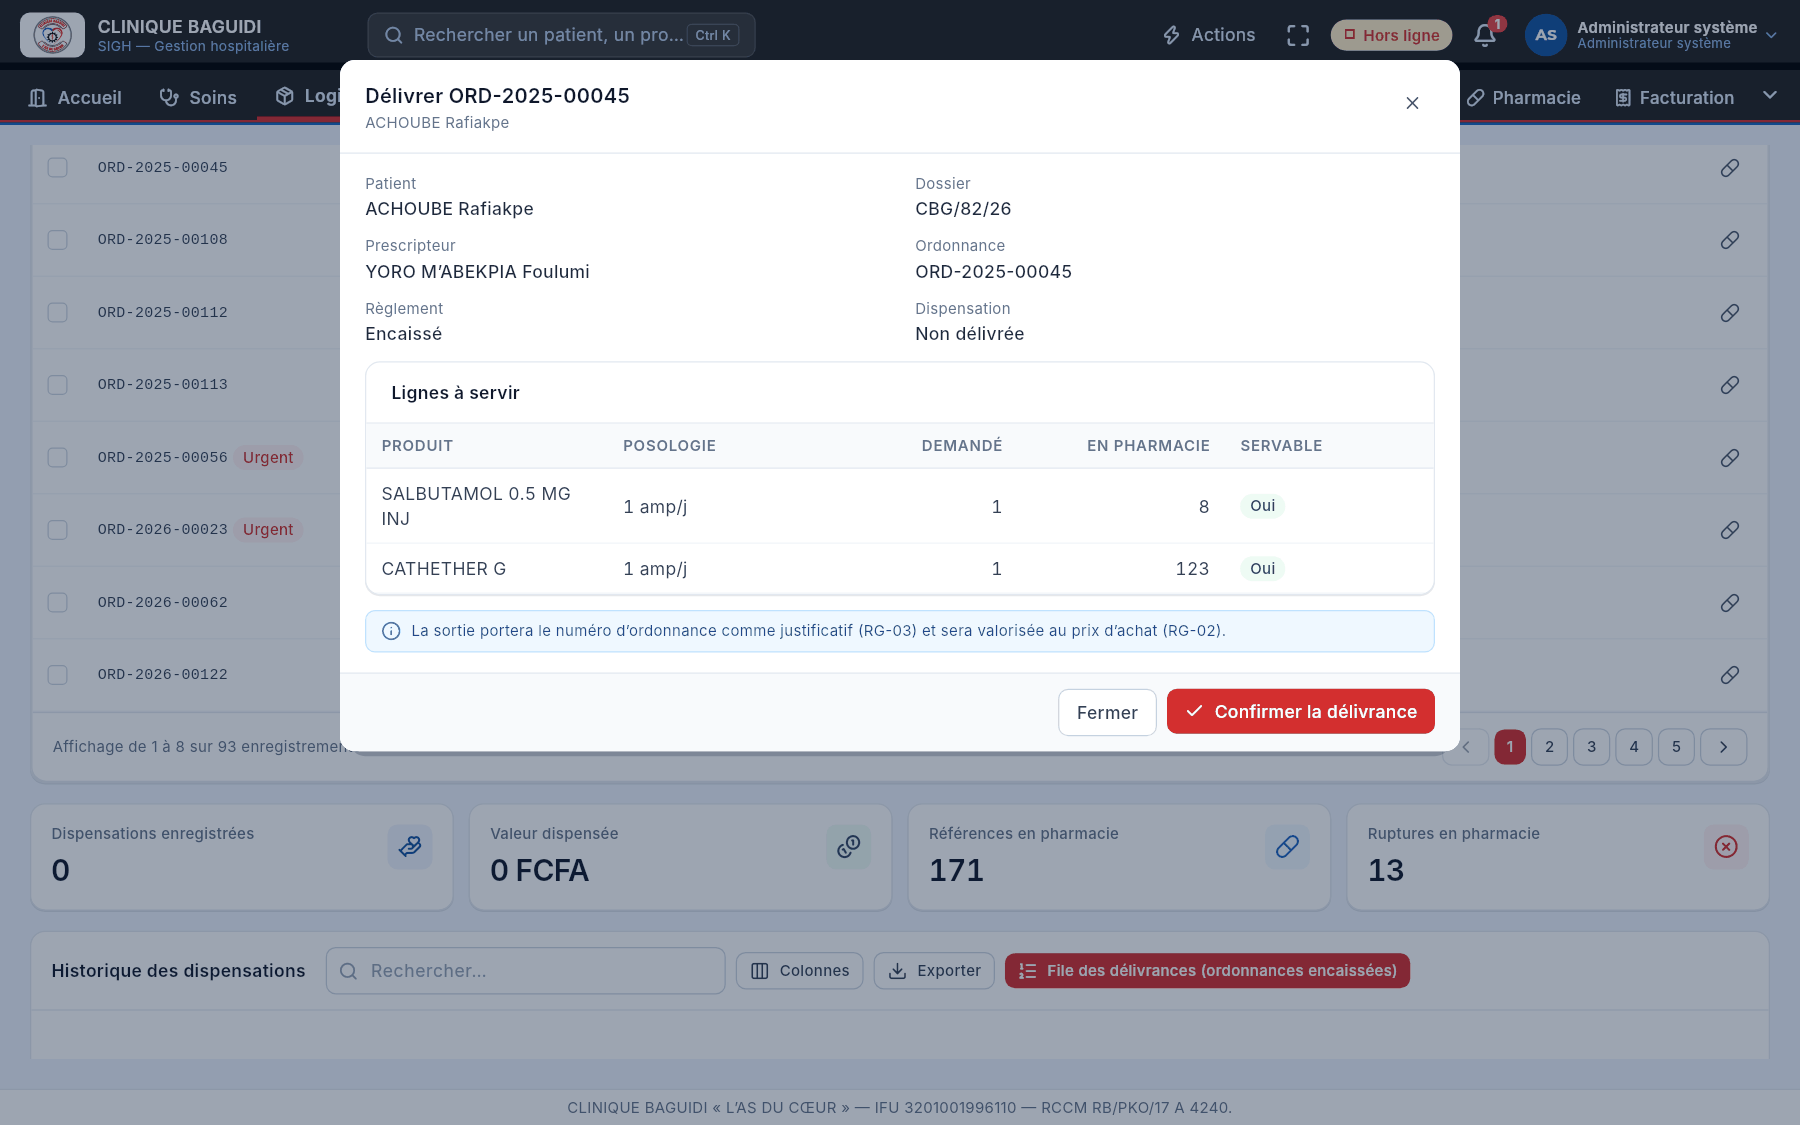 CLINIQUE BAGUIDI
SIGH — Gestion hospitalière
Rechercher un patient, un pro... Ctrl K
Actions
Hors ligne
1
AS
Administrateur système
Administrateur système
Accueil
Soins
Logi
Pharmacie
Facturation
Délivrer ORD-2025-00045
ACHOUBE Rafiakpe
Patient
ACHOUBE Rafiakpe
Dossier
CBG/82/26
Prescripteur
YORO M’ABEKPIA Foulumi
Ordonnance
ORD-2025-00045
Règlement
Encaissé
Dispensation
Non délivrée
Lignes à servir
PRODUIT POSOLOGIE DEMANDÉ EN PHARMACIE SERVABLE
SALBUTAMOL 0.5 MG INJ 1 amp/j 1 8 Oui
CATHETHER G 1 amp/j 1 123 Oui
La sortie portera le numéro d’ordonnance comme justificatif (RG-03) et sera valorisée au prix d’achat (RG-02).
Fermer
Confirmer la délivrance
ORD-2025-00045
ORD-2025-00108
ORD-2025-00112
ORD-2025-00113
ORD-2025-00056 Urgent
ORD-2026-00023 Urgent
ORD-2026-00062
ORD-2026-00122
Affichage de 1 à 8 sur 93 enregistremen
1 2 3 4 5
Dispensations enregistrées
0
Valeur dispensée
0 FCFA
Références en pharmacie
171
Ruptures en pharmacie
13
Historique des dispensations
Rechercher...
Colonnes
Exporter
File des délivrances (ordonnances encaissées)
CLINIQUE BAGUIDI « L’AS DU CŒUR » — IFU 3201001996110 — RCCM RB/PKO/17 A 4240.